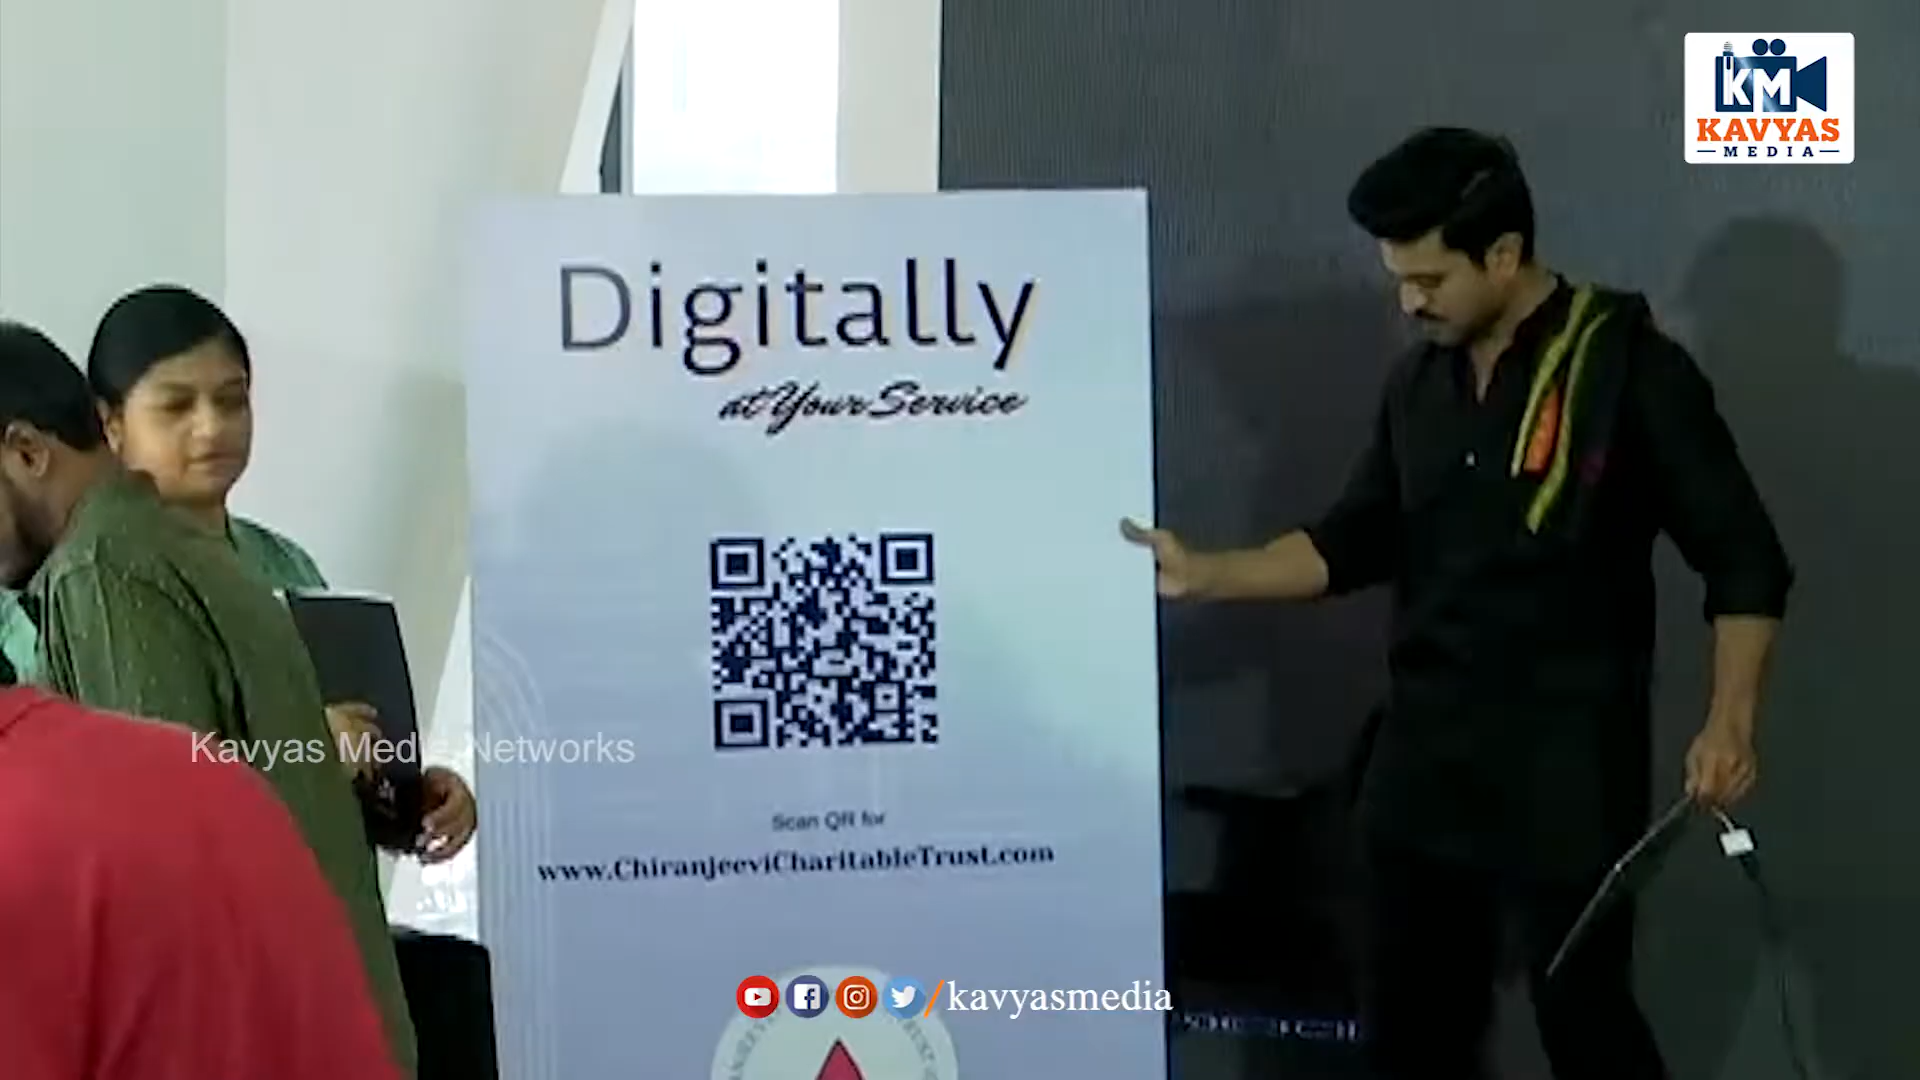 KM
KAVYAS
MEDIA
Digitally
at Your Service
Kavyas Media Networks
Scan QR for
www.ChiranjeeviCharitableTrust.com
/kavyasmedia